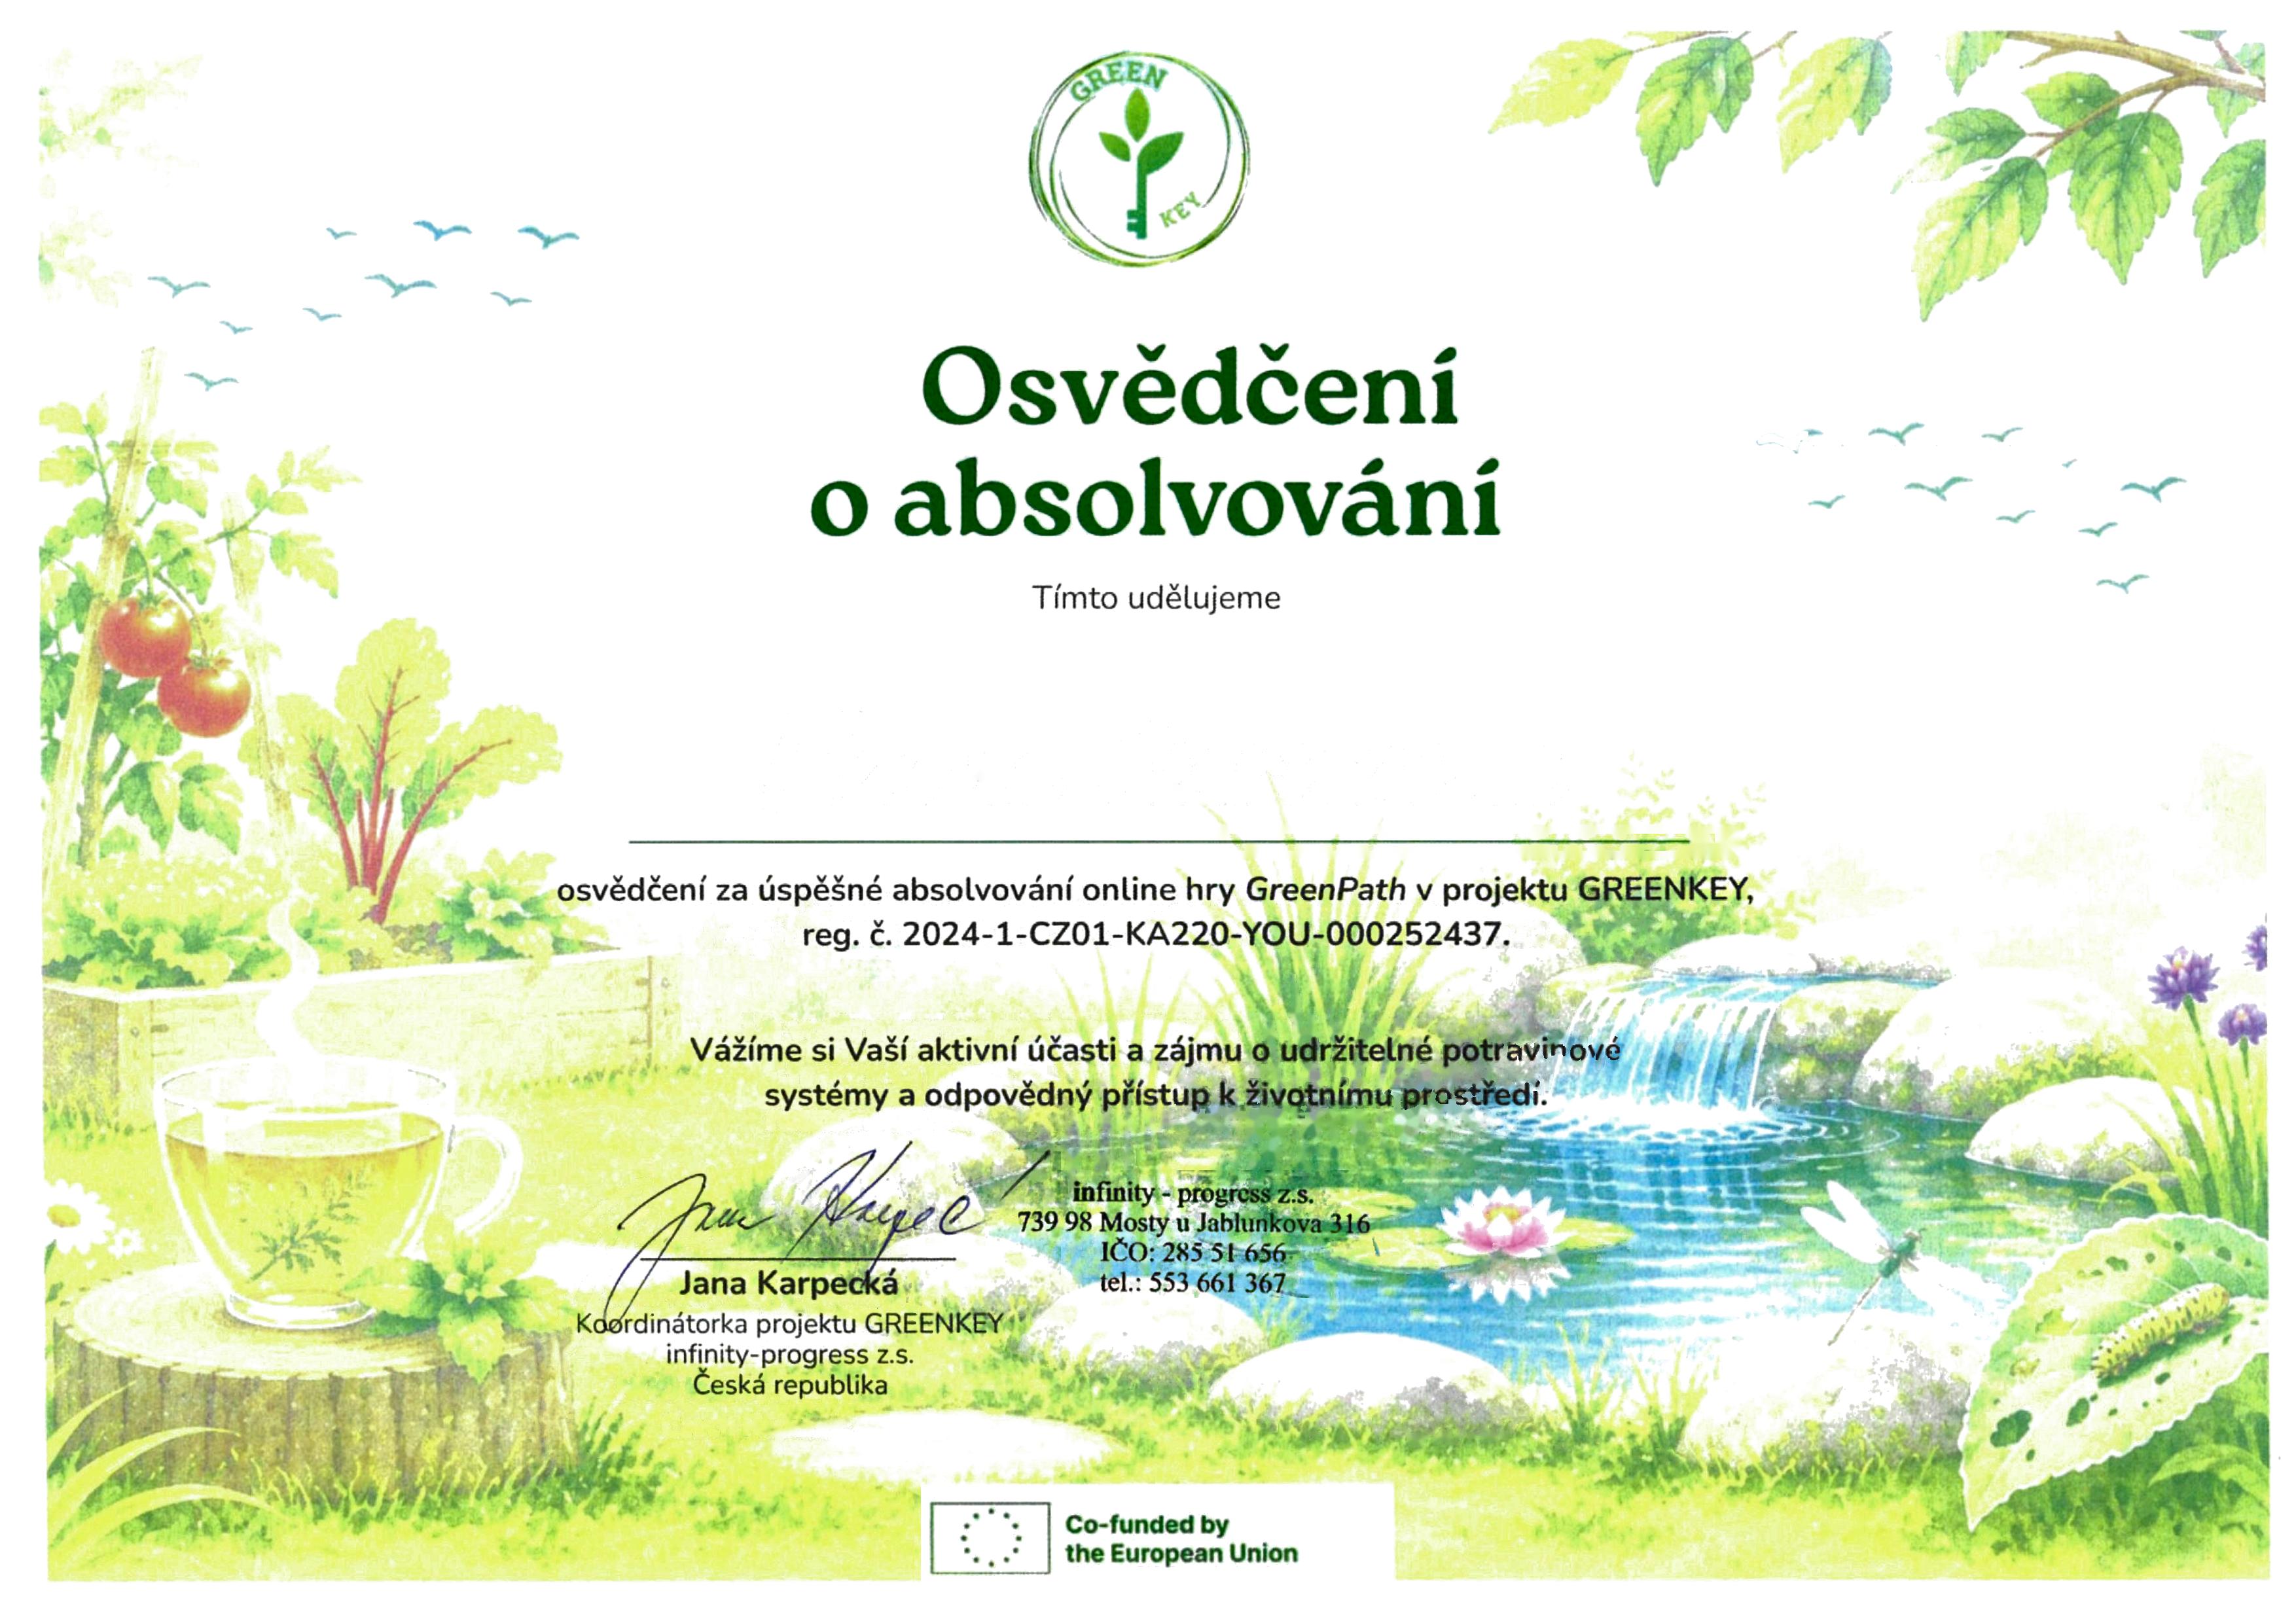 GREEN
KEY
Osvědčení
o absolvování
Tímto udělujeme
osvědčení za úspěšné absolvování online hry GreenPath v projektu GREENKEY,
reg. č. 2024-1-CZ01-KA220-YOU-000252437.
Vážíme si Vaší aktivní účasti a zájmu o udržitelné potravinové
systémy a odpovědný přístup k životnímu prostředí.
infinity - progress z.s.
739 98 Mosty u Jablunkova 316
IČO: 285 51 656
tel.: 553 661 367
Jana Karpecká
Koordinátorka projektu GREENKEY
infinity-progress z.s.
Česká republika
Co-funded by
the European Union